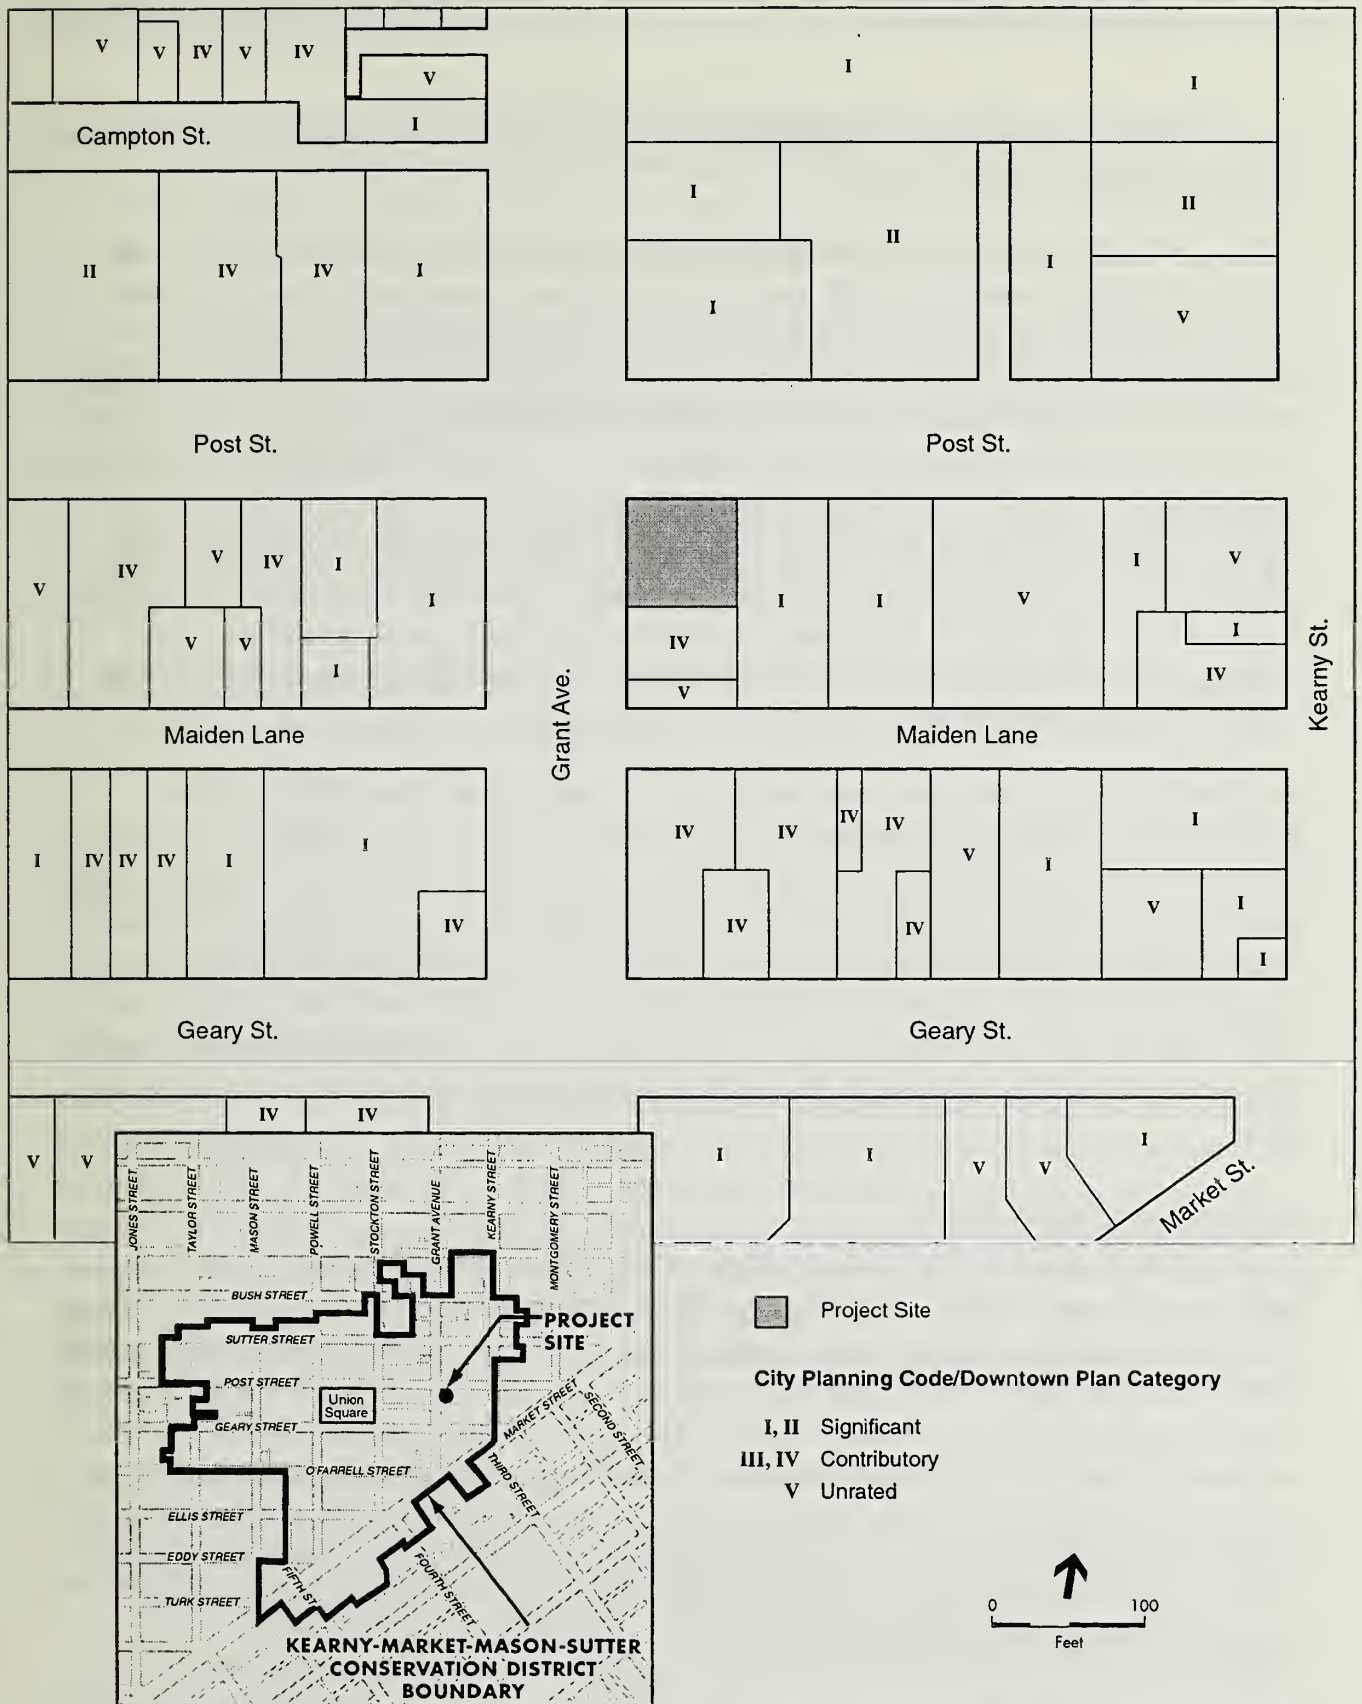 V V IV V IV
V
I
Campton St.
I I
I II II
I I V
II IV IV I
Post St. Post St.
V IV V IV I I
V V I
IV
V
I I V I V
I
IV
Grant Ave.
Kearny St.
Maiden Lane Maiden Lane
I IV IV IV I I
IV
IV IV IV IV V I I
IV IV V I
I
Geary St. Geary St.
V V IV IV
I I V V I
Market St.
JONES STREET
TAYLOR STREET
MASON STREET
POWELL STREET
STOCKTON STREET
GRANT AVENUE
KEARNY STREET
MONTGOMERY STREET
BUSH STREET
SUTTER STREET
POST STREET
GEARY STREET
O'FARRELL STREET
ELLIS STREET
EDDY STREET
TURK STREET
Union
Square
PROJECT
SITE
MARKET STREET
SECOND STREET
THIRD STREET
FOURTH STREET
FIFTH ST.
KEARNY-MARKET-MASON-SUTTER
CONSERVATION DISTRICT
BOUNDARY
Project Site
City Planning Code/Downtown Plan Category
I, II Significant
III, IV Contributory
V Unrated
0 100
Feet